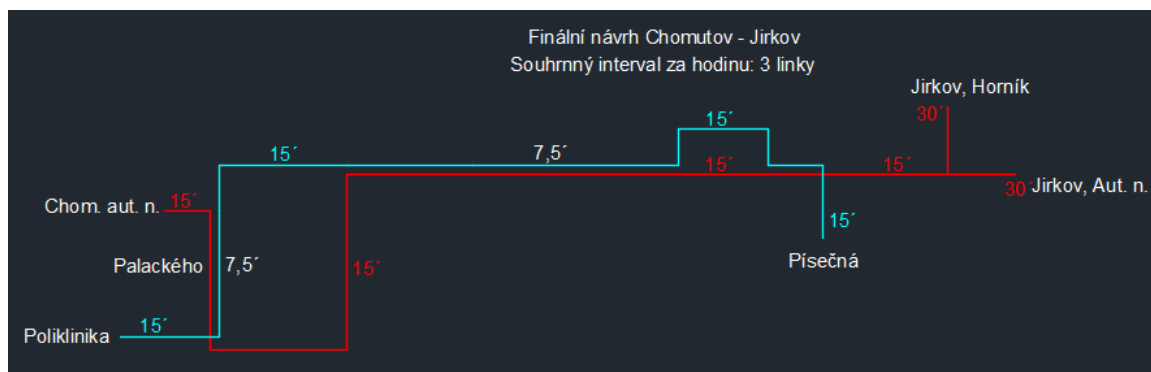 Finální návrh Chomutov - Jirkov
Souhrnný interval za hodinu: 3 linky
Jirkov, Horník
30´
15´
15´
7,5´
15´
15´
30´ Jirkov, Aut. n.
Chom. aut. n. 15´
15´
Písečná
Palackého 7,5´
15´
Poliklinika 15´